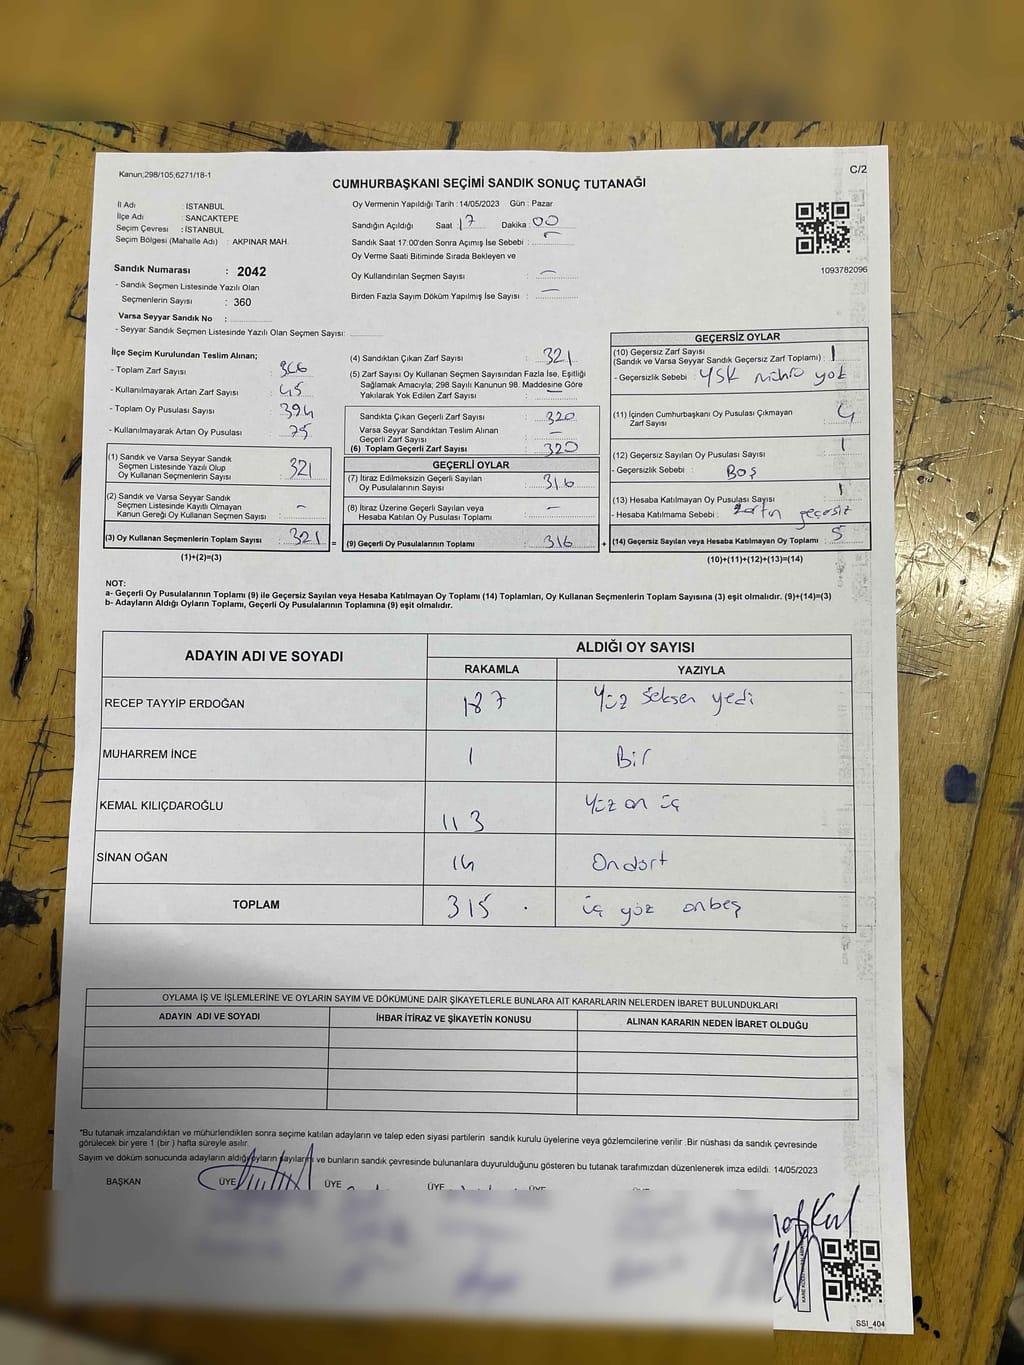 Kanun;298/105;6271/18-1
C/2
CUMHURBAŞKANI SEÇİMİ SANDIK SONUÇ TUTANAĞI
İl Adı : İSTANBUL
İlçe Adı : SANCAKTEPE
Seçim Çevresi : İSTANBUL
Seçim Bölgesi (Mahalle Adı) : AKPINAR MAH.
Sandık Numarası : 2042
- Sandık Seçmen Listesinde Yazılı Olan
Seçmenlerin Sayısı : 360
Varsa Seyyar Sandık No :
- Seyyar Sandık Seçmen Listesinde Yazılı Olan Seçmen Sayısı:
Oy Vermenin Yapıldığı Tarih : 14/05/2023 Gün : Pazar
Sandığın Açıldığı Saat 17 Dakika : 00
Sandık Saat 17:00'den Sonra Açımış İse Sebebi : -
Oy Verme Saati Bitiminde Sırada Bekleyen ve
Oy Kullandırılan Seçmen Sayısı : -
Birden Fazla Sayım Döküm Yapılmış İse Sayısı : -
1093782096
İlçe Seçim Kurulundan Teslim Alınan;
- Toplam Zarf Sayısı : 366
- Kullanılmayarak Artan Zarf Sayısı : 45
- Toplam Oy Pusulası Sayısı : 394
- Kullanılmayarak Artan Oy Pusulası : 75
(1) Sandık ve Varsa Seyyar Sandık
Seçmen Listesinde Yazılı Olup
Oy Kullanan Seçmenlerin Sayısı : 321
(2) Sandık ve Varsa Seyyar Sandık
Seçmen Listesinde Kayıtlı Olmayan
Kanun Gereği Oy Kullanan Seçmen Sayısı : -
(3) Oy Kullanan Seçmenlerin Toplam Sayısı : 321 =
(1)+(2)=(3)
(4) Sandıktan Çıkan Zarf Sayısı : 321
(5) Zarf Sayısı Oy Kullanan Seçmen Sayısından Fazla İse, Eşitliği
Sağlamak Amacıyla; 298 Sayılı Kanunun 98. Maddesine Göre
Yakılarak Yok Edilen Zarf Sayısı : -
Sandıkta Çıkan Geçerli Zarf Sayısı : 320
Varsa Seyyar Sandıktan Teslim Alınan
Geçerli Zarf Sayısı : -
(6) Toplam Geçerli Zarf Sayısı : 320
GEÇERLİ OYLAR
(7) İtiraz Edilmeksizin Geçerli Sayılan
Oy Pusulalarının Sayısı : 316
(8) İtiraz Üzerine Geçerli Sayılan veya
Hesaba Katılan Oy Pusulası Toplamı : -
(9) Geçerli Oy Pusulalarının Toplamı : 316 +
GEÇERSİZ OYLAR
(10) Geçersiz Zarf Sayısı
(Sandık ve Varsa Seyyar Sandık Geçersiz Zarf Toplamı) : 1
- Geçersizlik Sebebi : YSK mührü yok
(11) İçinden Cumhurbaşkanı Oy Pusulası Çıkmayan
Zarf Sayısı : 4
(12) Geçersiz Sayılan Oy Pusulası Sayısı : 1
- Geçersizlik Sebebi : Boş
(13) Hesaba Katılmayan Oy Pusulası Sayısı : 1
- Hesaba Katılmama Sebebi : zarfın geçersiz
(14) Geçersiz Sayılan veya Hesaba Katılmayan Oy Toplamı : 5
(10)+(11)+(12)+(13)=(14)
NOT:
a- Geçerli Oy Pusulalarının Toplamı (9) ile Geçersiz Sayılan veya Hesaba Katılmayan Oy Toplamı (14) Toplamları, Oy Kullanan Seçmenlerin Toplam Sayısına (3) eşit olmalıdır. (9)+(14)=(3)
b- Adayların Aldığı Oyların Toplamı, Geçerli Oy Pusulalarının Toplamına (9) eşit olmalıdır.
ADAYIN ADI VE SOYADI ALDIĞI OY SAYISI
RAKAMLA YAZIYLA
RECEP TAYYİP ERDOĞAN 187 Yüz Seksen yedi
MUHARREM İNCE 1 Bir
KEMAL KILIÇDAROĞLU 113 Yüz on üç
SİNAN OĞAN 14 Ondört
TOPLAM 315 üç yüz onbeş
OYLAMA İŞ VE İŞLEMLERİNE VE OYLARIN SAYIM VE DÖKÜMÜNE DAİR ŞİKAYETLERLE BUNLARA AİT KARARLARIN NELERDEN İBARET BULUNDUKLARI
ADAYIN ADI VE SOYADI İHBAR İTİRAZ VE ŞİKAYETİN KONUSU ALINAN KARARIN NEDEN İBARET OLDUĞU
*Bu tutanak imzalandıktan ve mühürlendikten sonra seçime katılan adayların ve talep eden siyasi partilerin sandık kurulu üyelerine veya gözlemcilerine verilir .Bir nüshası da sandık çevresinde
görülecek bir yere 1 (bir ) hafta süreyle asılır.
Sayım ve döküm sonucunda adayların aldığı oyların sayılarını ve bunların sandık çevresinde bulunanlara duyurulduğunu gösteren bu tutanak tarafımızdan düzenlenerek imza edildi. 14/05/2023
BAŞKAN ÜYE ÜYE ÜYE ÜYE
SSI_404